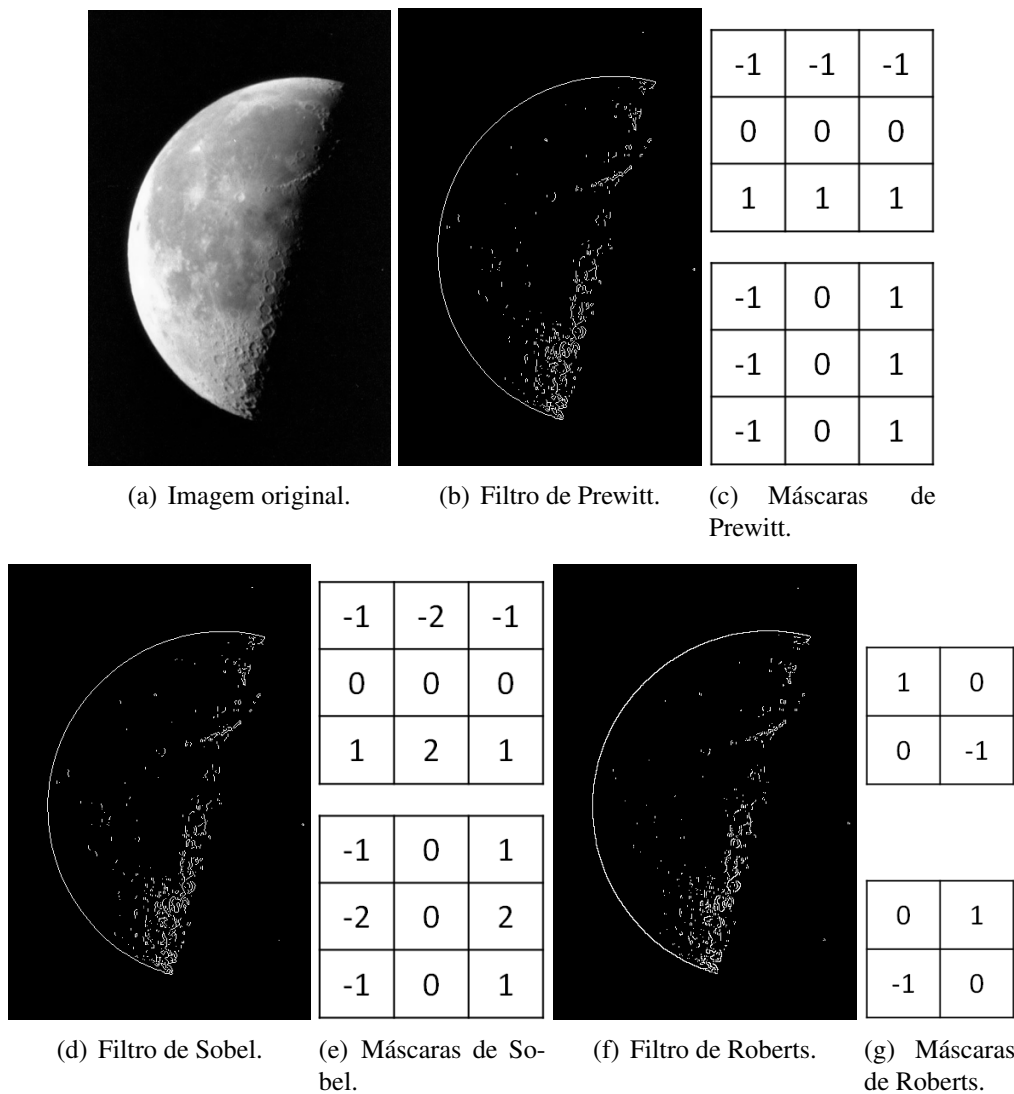 -1 -1 -1
0 0 0
1 1 1
-1 0 1
-1 0 1
-1 0 1
(a) Imagem original.
(b) Filtro de Prewitt.
(c) Máscaras de
Prewitt.
-1 -2 -1
0 0 0
1 2 1
-1 0 1
-2 0 2
-1 0 1
1 0
0 -1
0 1
-1 0
(d) Filtro de Sobel.
(e) Máscaras de So-
bel.
(f) Filtro de Roberts.
(g) Máscaras
de Roberts.